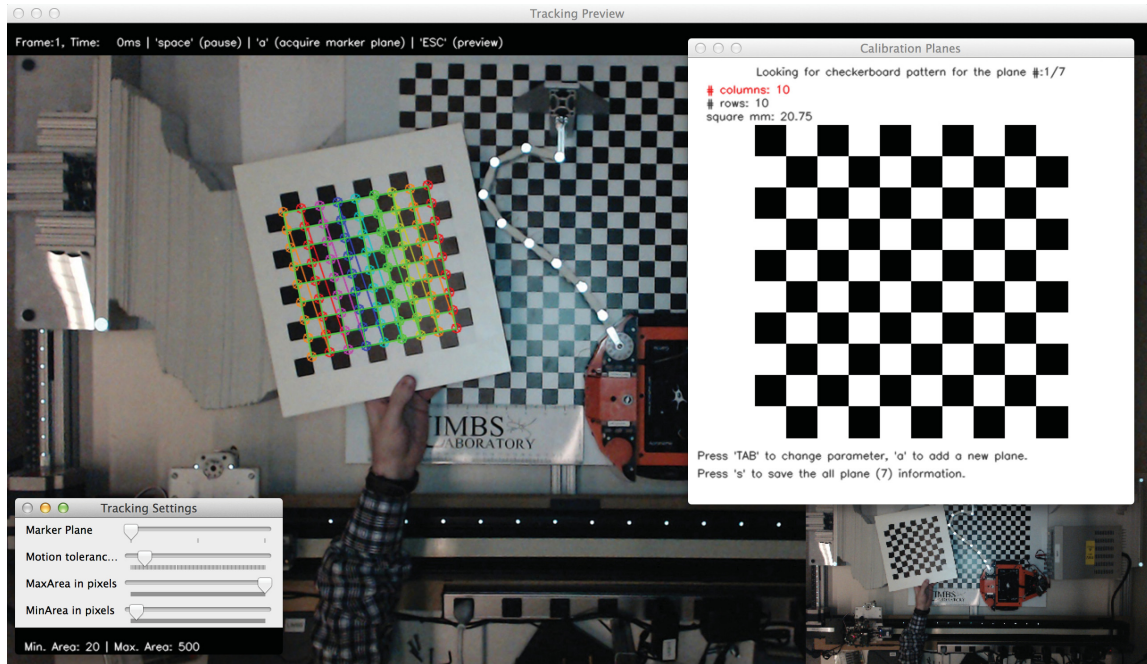 Tracking Preview
Frame:1, Time: 0ms | 'space' (pause) | 'a' (acquire marker plane) | 'ESC' (preview)
Calibration Planes
Looking for checkerboard pattern for the plane #:1/7
# columns: 10
# rows: 10
square mm: 20.75
Press 'TAB' to change parameter, 'a' to add a new plane.
Press 's' to save the all plane (7) information.
IMBS
ABORATORY
Tracking Settings
Marker Plane
Motion toleranc...
MaxArea in pixels
MinArea in pixels
Min. Area: 20 | Max. Area: 500
IMBS